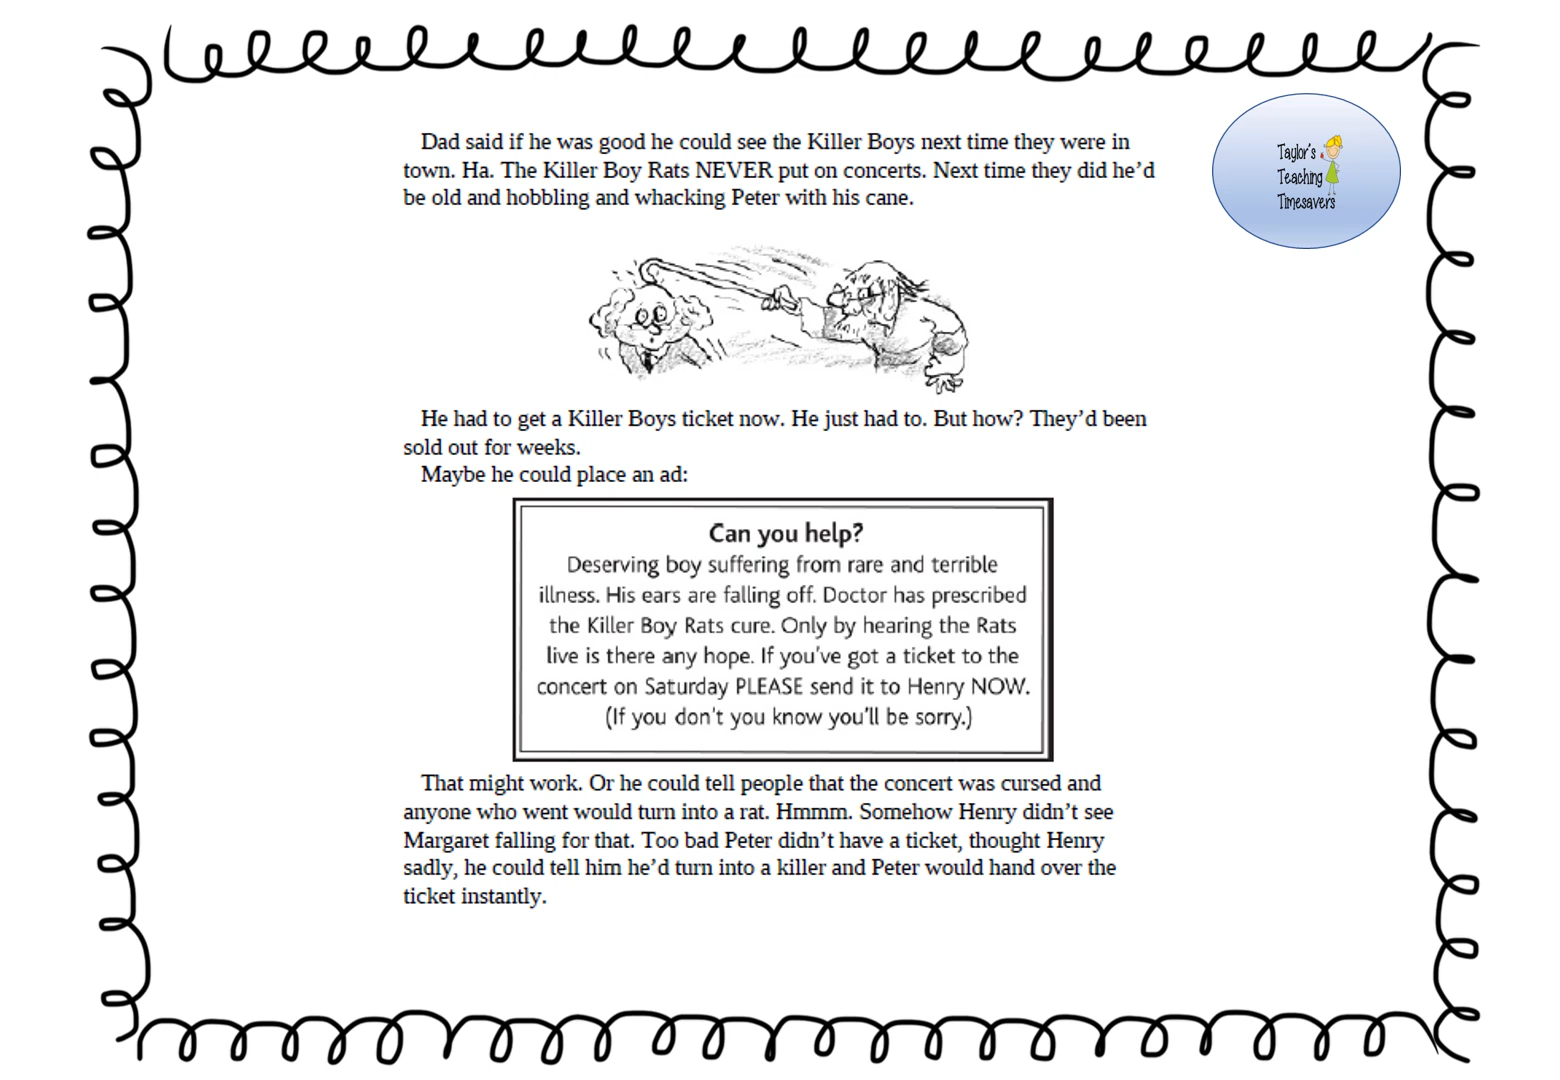 Dad said if he was good he could see the Killer Boys next time they were in
town. Ha. The Killer Boy Rats NEVER put on concerts. Next time they did he'd
be old and hobbling and whacking Peter with his cane.
Taylor's
Teaching
Timesavers
He had to get a Killer Boys ticket now. He just had to. But how? They'd been
sold out for weeks.
Maybe he could place an ad:
Can you help?
Deserving boy suffering from rare and terrible
illness. His ears are falling off. Doctor has prescribed
the Killer Boy Rats cure. Only by hearing the Rats
live is there any hope. If you've got a ticket to the
concert on Saturday PLEASE send it to Henry NOW.
(If you don't you know you'll be sorry.)
That might work. Or he could tell people that the concert was cursed and
anyone who went would turn into a rat. Hmmm. Somehow Henry didn't see
Margaret falling for that. Too bad Peter didn't have a ticket, thought Henry
sadly, he could tell him he'd turn into a killer and Peter would hand over the
ticket instantly.